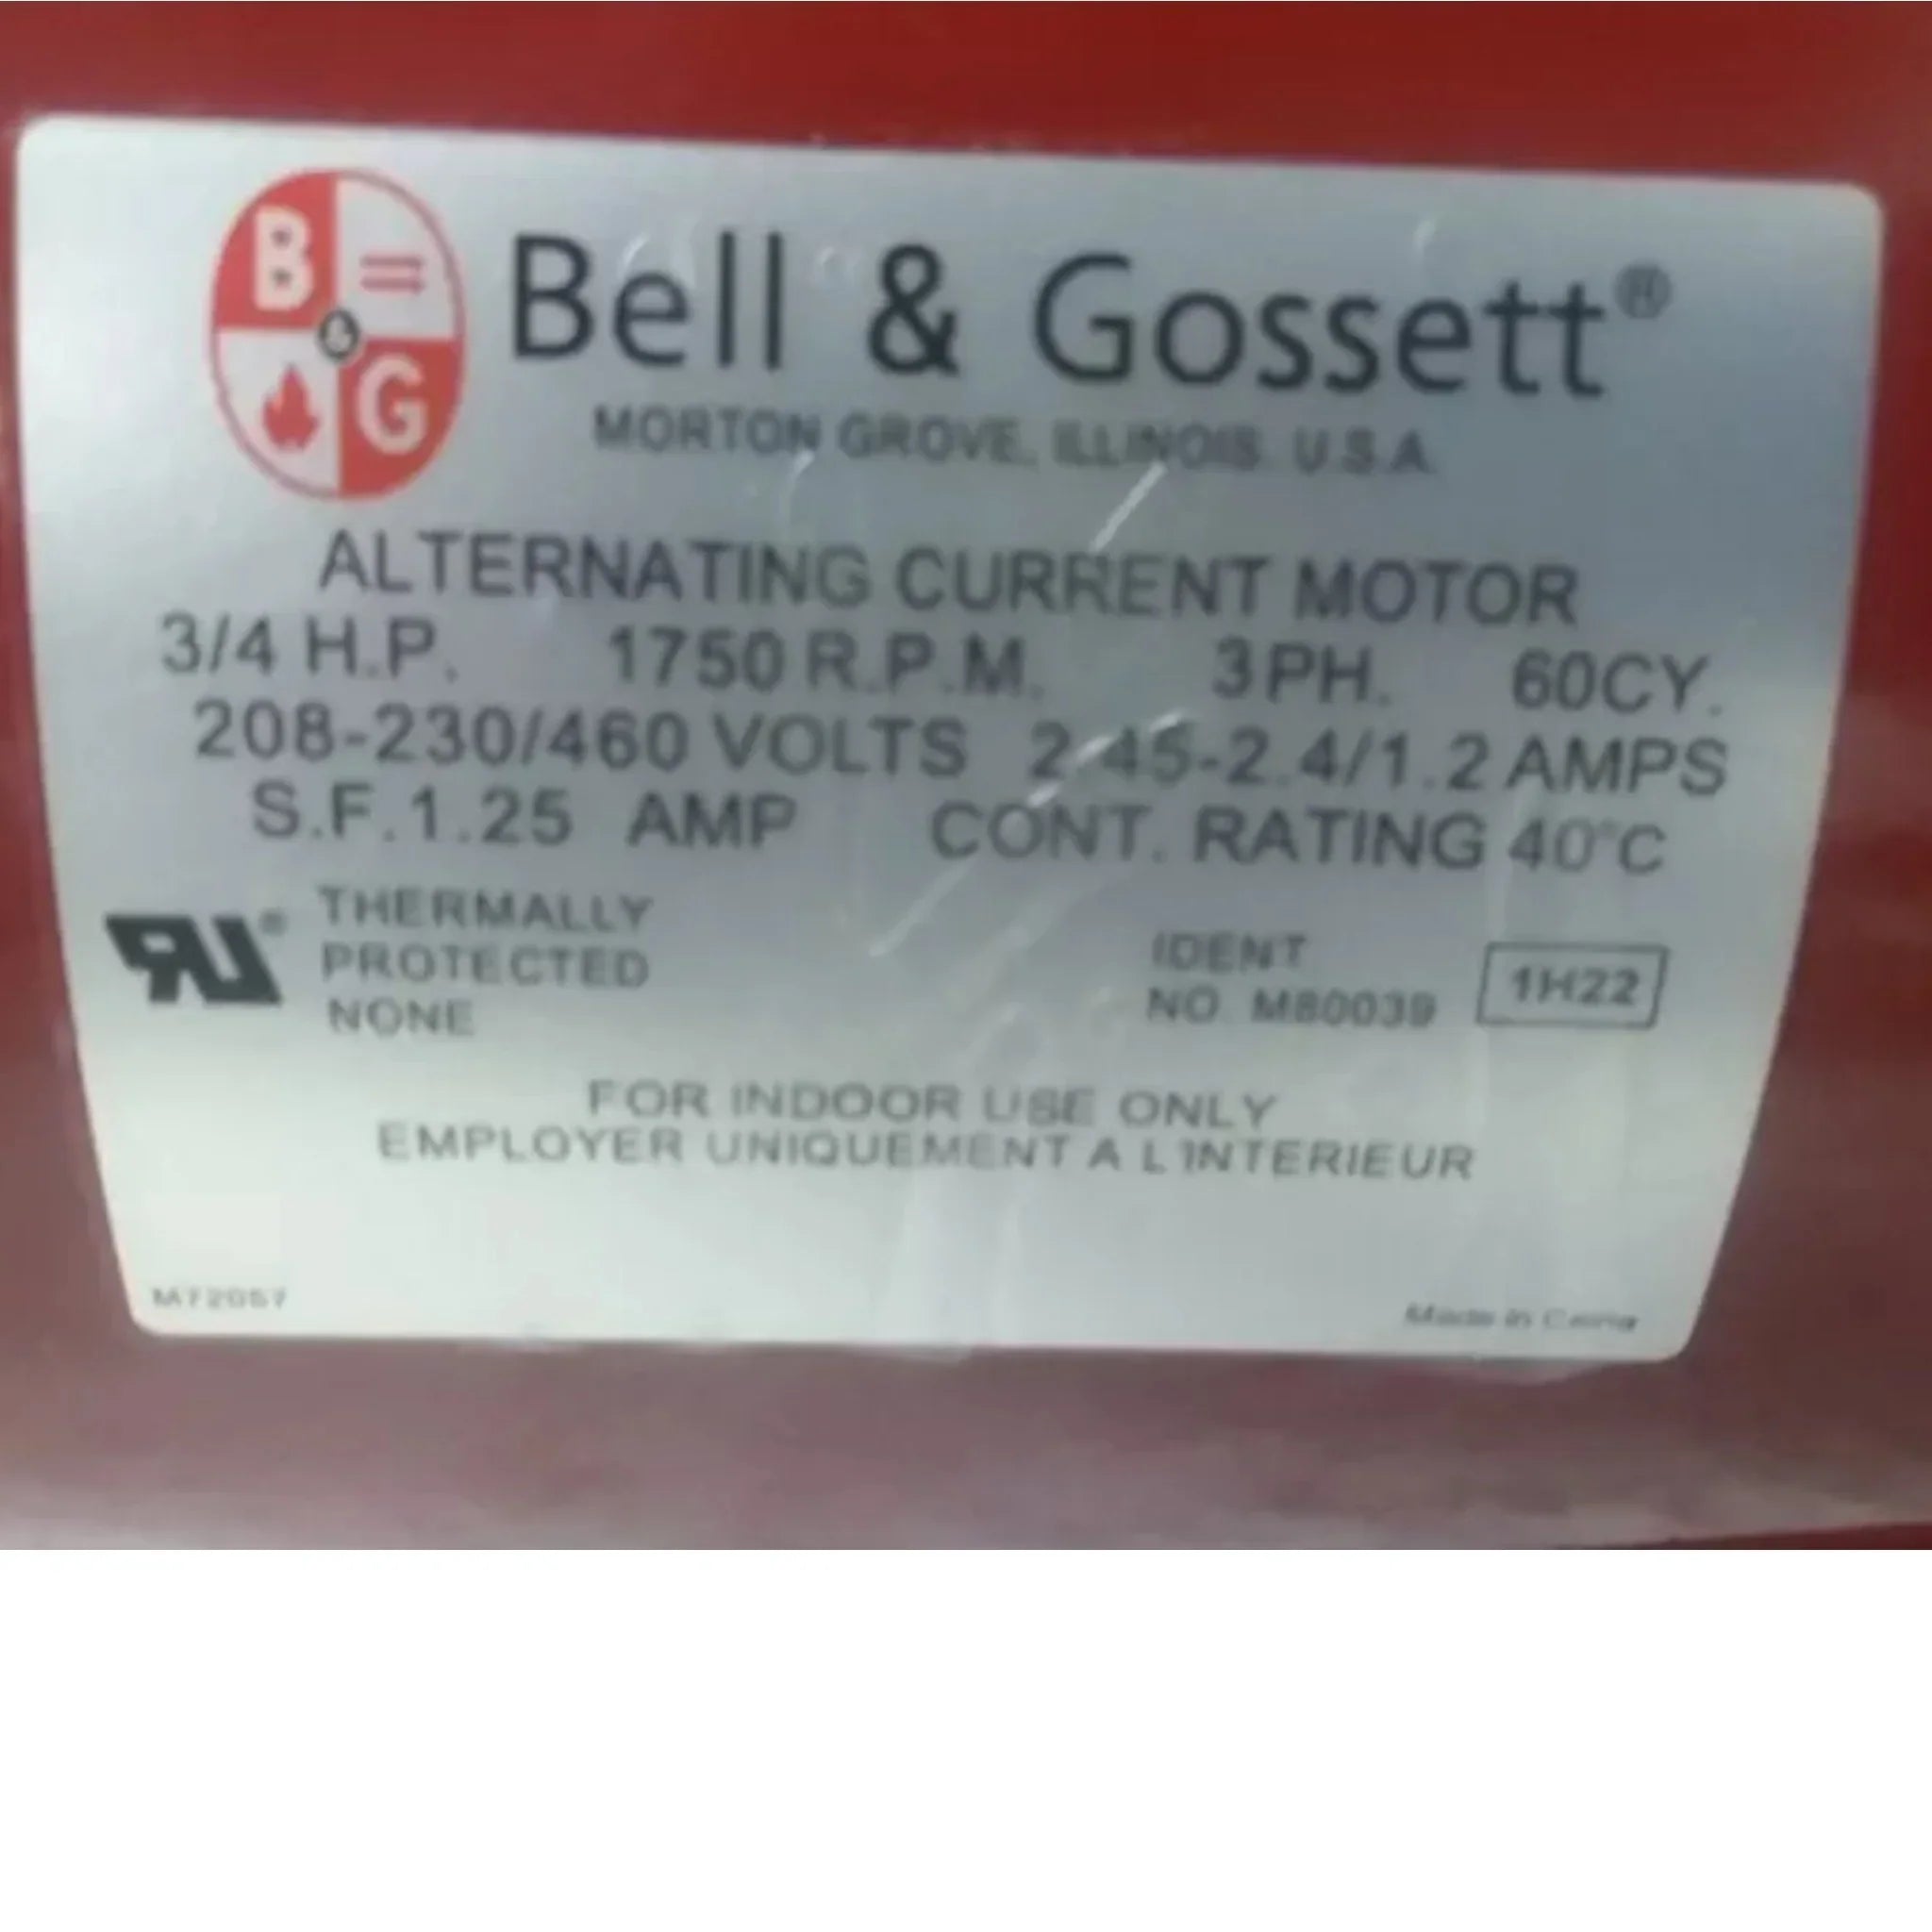 B & G
Bell & Gossett®
MORTON GROVE, ILLINOIS U.S.A.
ALTERNATING CURRENT MOTOR
3/4 H.P. 1750 R.P.M. 3PH. 60CY.
208-230/460 VOLTS 2.45-2.4/1.2 AMPS
S.F.1.25 AMP CONT. RATING 40°C
RU® THERMALLY
PROTECTED
NONE
IDENT
NO. M80039 1H22
FOR INDOOR USE ONLY
EMPLOYER UNIQUEMENT A L'INTERIEUR
M72057
Made in China